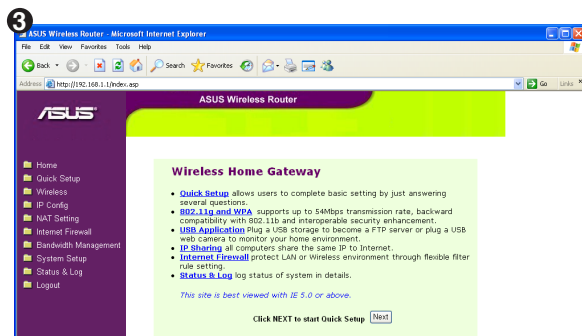 3
ASUS Wireless Router - Microsoft Internet Explorer
File Edit View Favorites Tools Help
Back Search Favorites
Address http://192.168.1.1/index.asp Go Links »
ASUS Wireless Router
ASUS
Home
Quick Setup
Wireless
IP Config
NAT Setting
Internet Firewall
Bandwidth Management
System Setup
Status & Log
Logout
Wireless Home Gateway
• Quick Setup allows users to complete basic setting by just answering
several questions.
• 802.11g and WPA supports up to 54Mbps transmission rate, backward
compatibility with 802.11b and interoperable security enhancement.
• USB Application Plug a USB storage to become a FTP server or plug a USB
web camera to monitor your home environment.
• IP Sharing all computers share the same IP to Internet.
• Internet Firewall protect LAN or Wireless environment through flexible filter
rule setting.
• Status & Log log status of system in details.
This site is best viewed with IE 5.0 or above.
Click NEXT to start Quick Setup Next